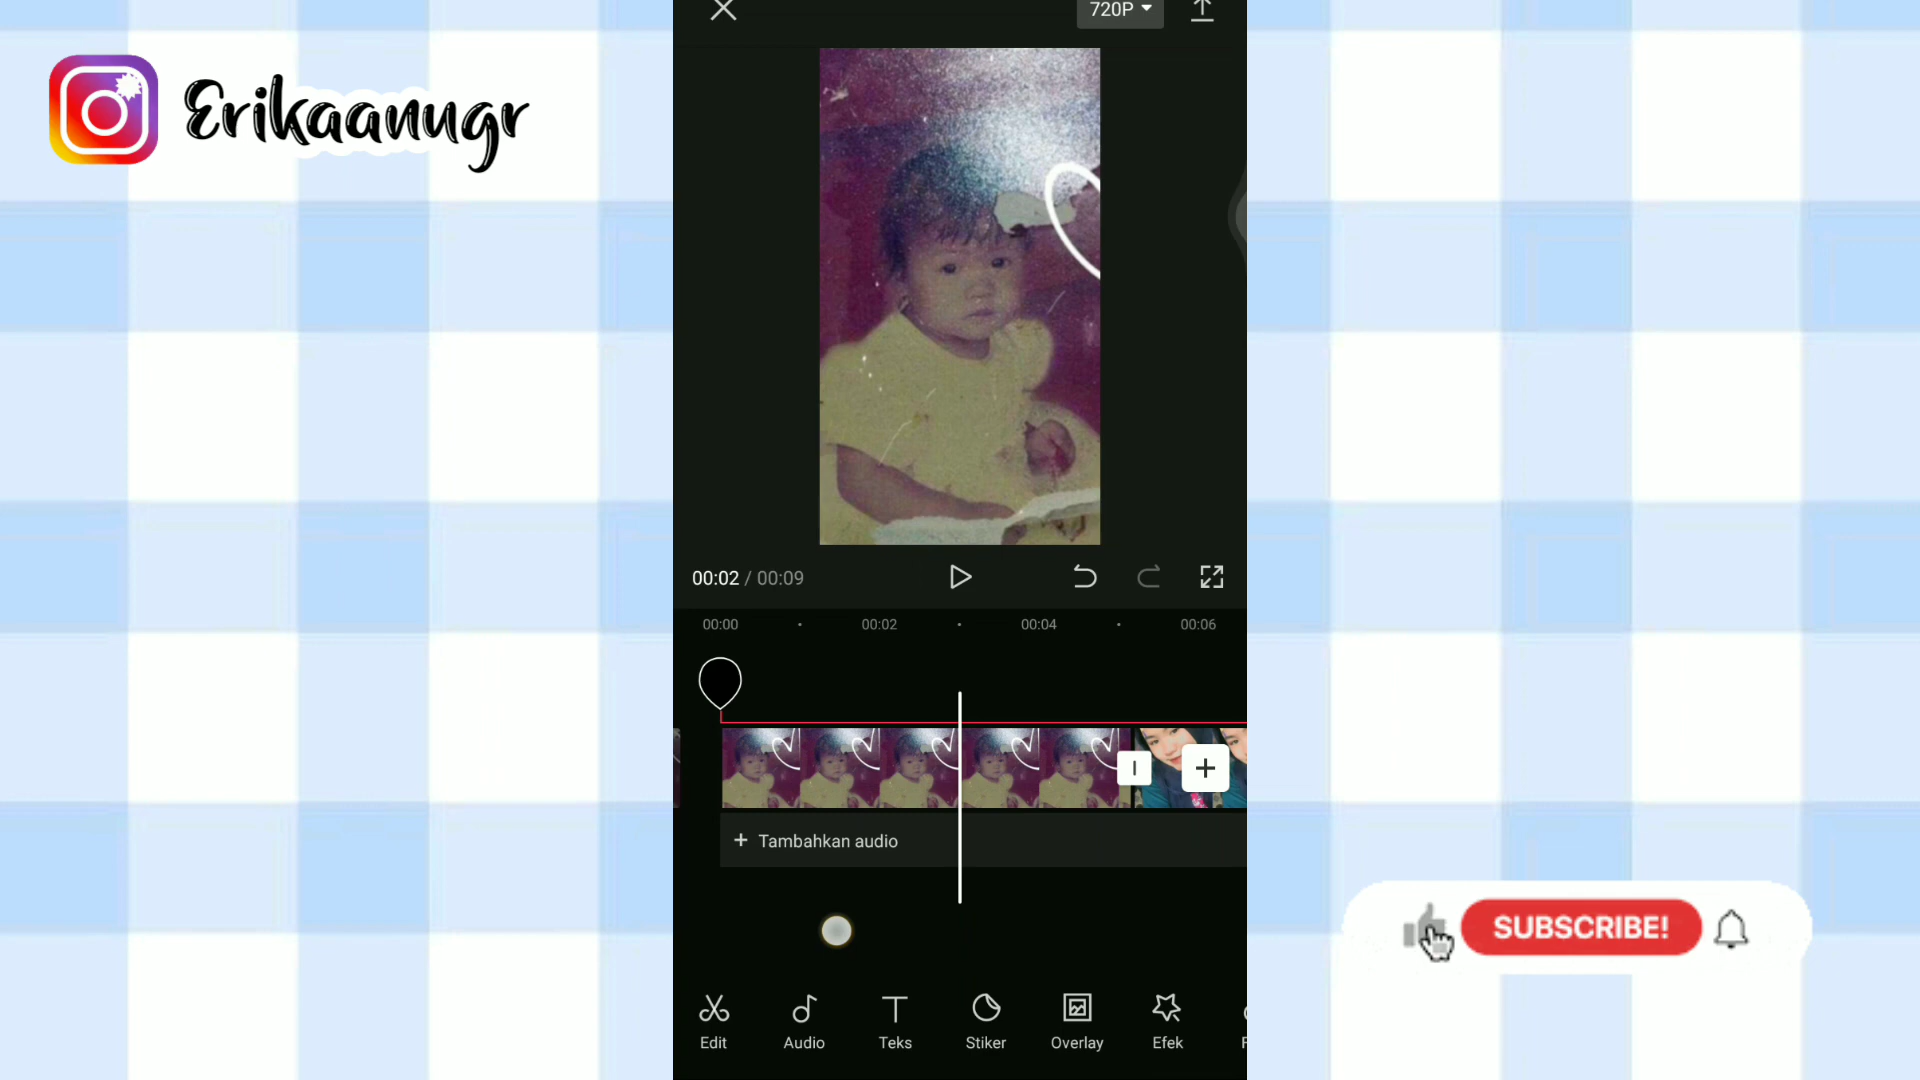 720P
Erikaanugr
00:02 / 00:09
00:00 00:02 00:04 00:06
+ Tambahkan audio
SUBSCRIBE!
Edit Audio Teks Stiker Overlay Efek